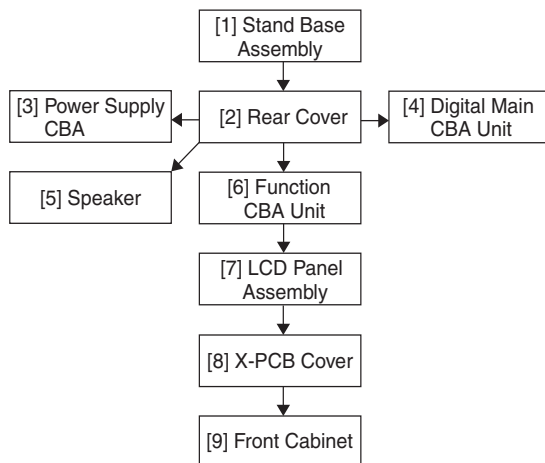 [1] Stand Base
Assembly
[3] Power Supply
CBA
[2] Rear Cover
[4] Digital Main
CBA Unit
[5] Speaker
[6] Function
CBA Unit
[7] LCD Panel
Assembly
[8] X-PCB Cover
[9] Front Cabinet